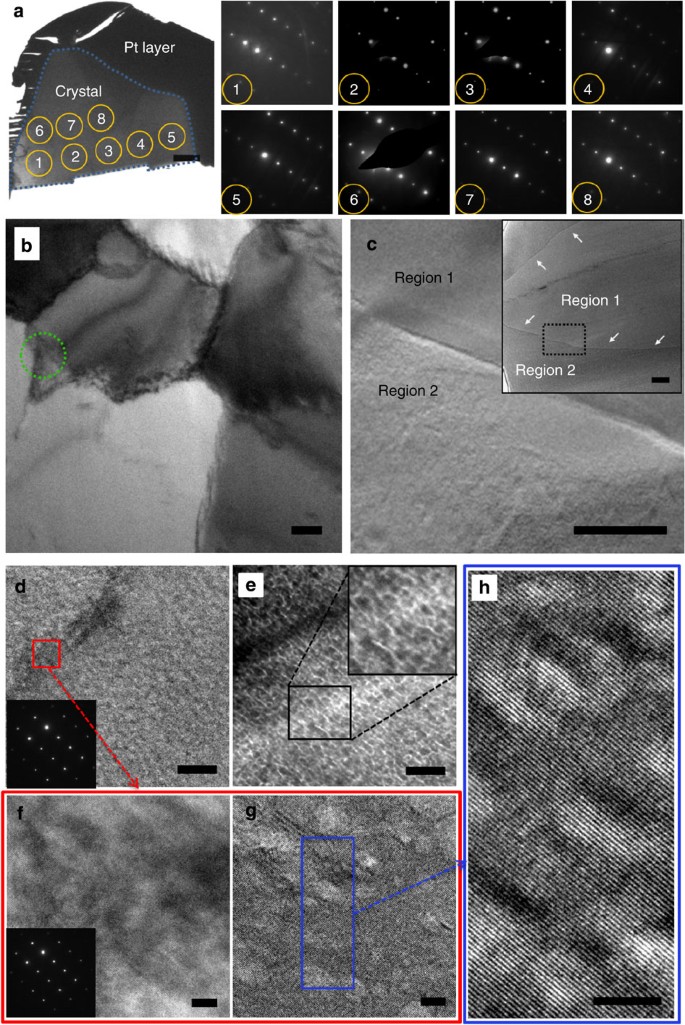 a
Pt layer
Crystal
6 7 8
1 2 3 4 5
1 2 3 4
5 6 7 8
b
c
Region 1
Region 2
Region 1
Region 2
d
e
h
f
g